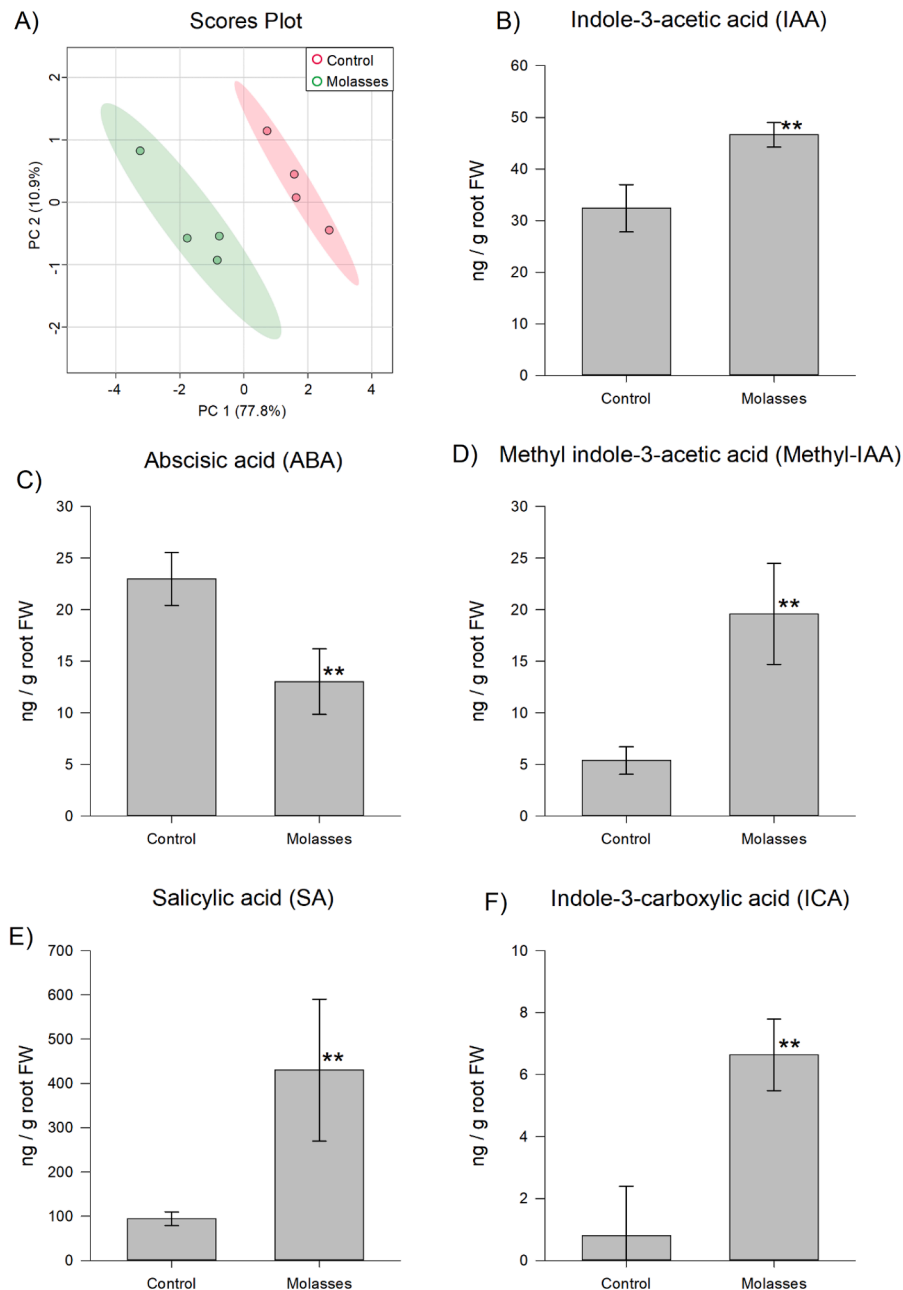 A)
Scores Plot
Control
Molasses
2
1
0
-1
-2
PC 2 (10.9%)
-4
-2
0
2
4
PC 1 (77.8%)
B)
Indole-3-acetic acid (IAA)
60
50
40
30
20
10
0
ng / g root FW
**
Control
Molasses
C)
Abscisic acid (ABA)
30
25
20
15
10
5
0
ng / g root FW
**
Control
Molasses
D)
Methyl indole-3-acetic acid (Methyl-IAA)
30
25
20
15
10
5
0
ng / g root FW
**
Control
Molasses
E)
Salicylic acid (SA)
700
600
500
400
300
200
100
0
ng / g root FW
**
Control
Molasses
F)
Indole-3-carboxylic acid (ICA)
10
8
6
4
2
0
ng / g root FW
**
Control
Molasses